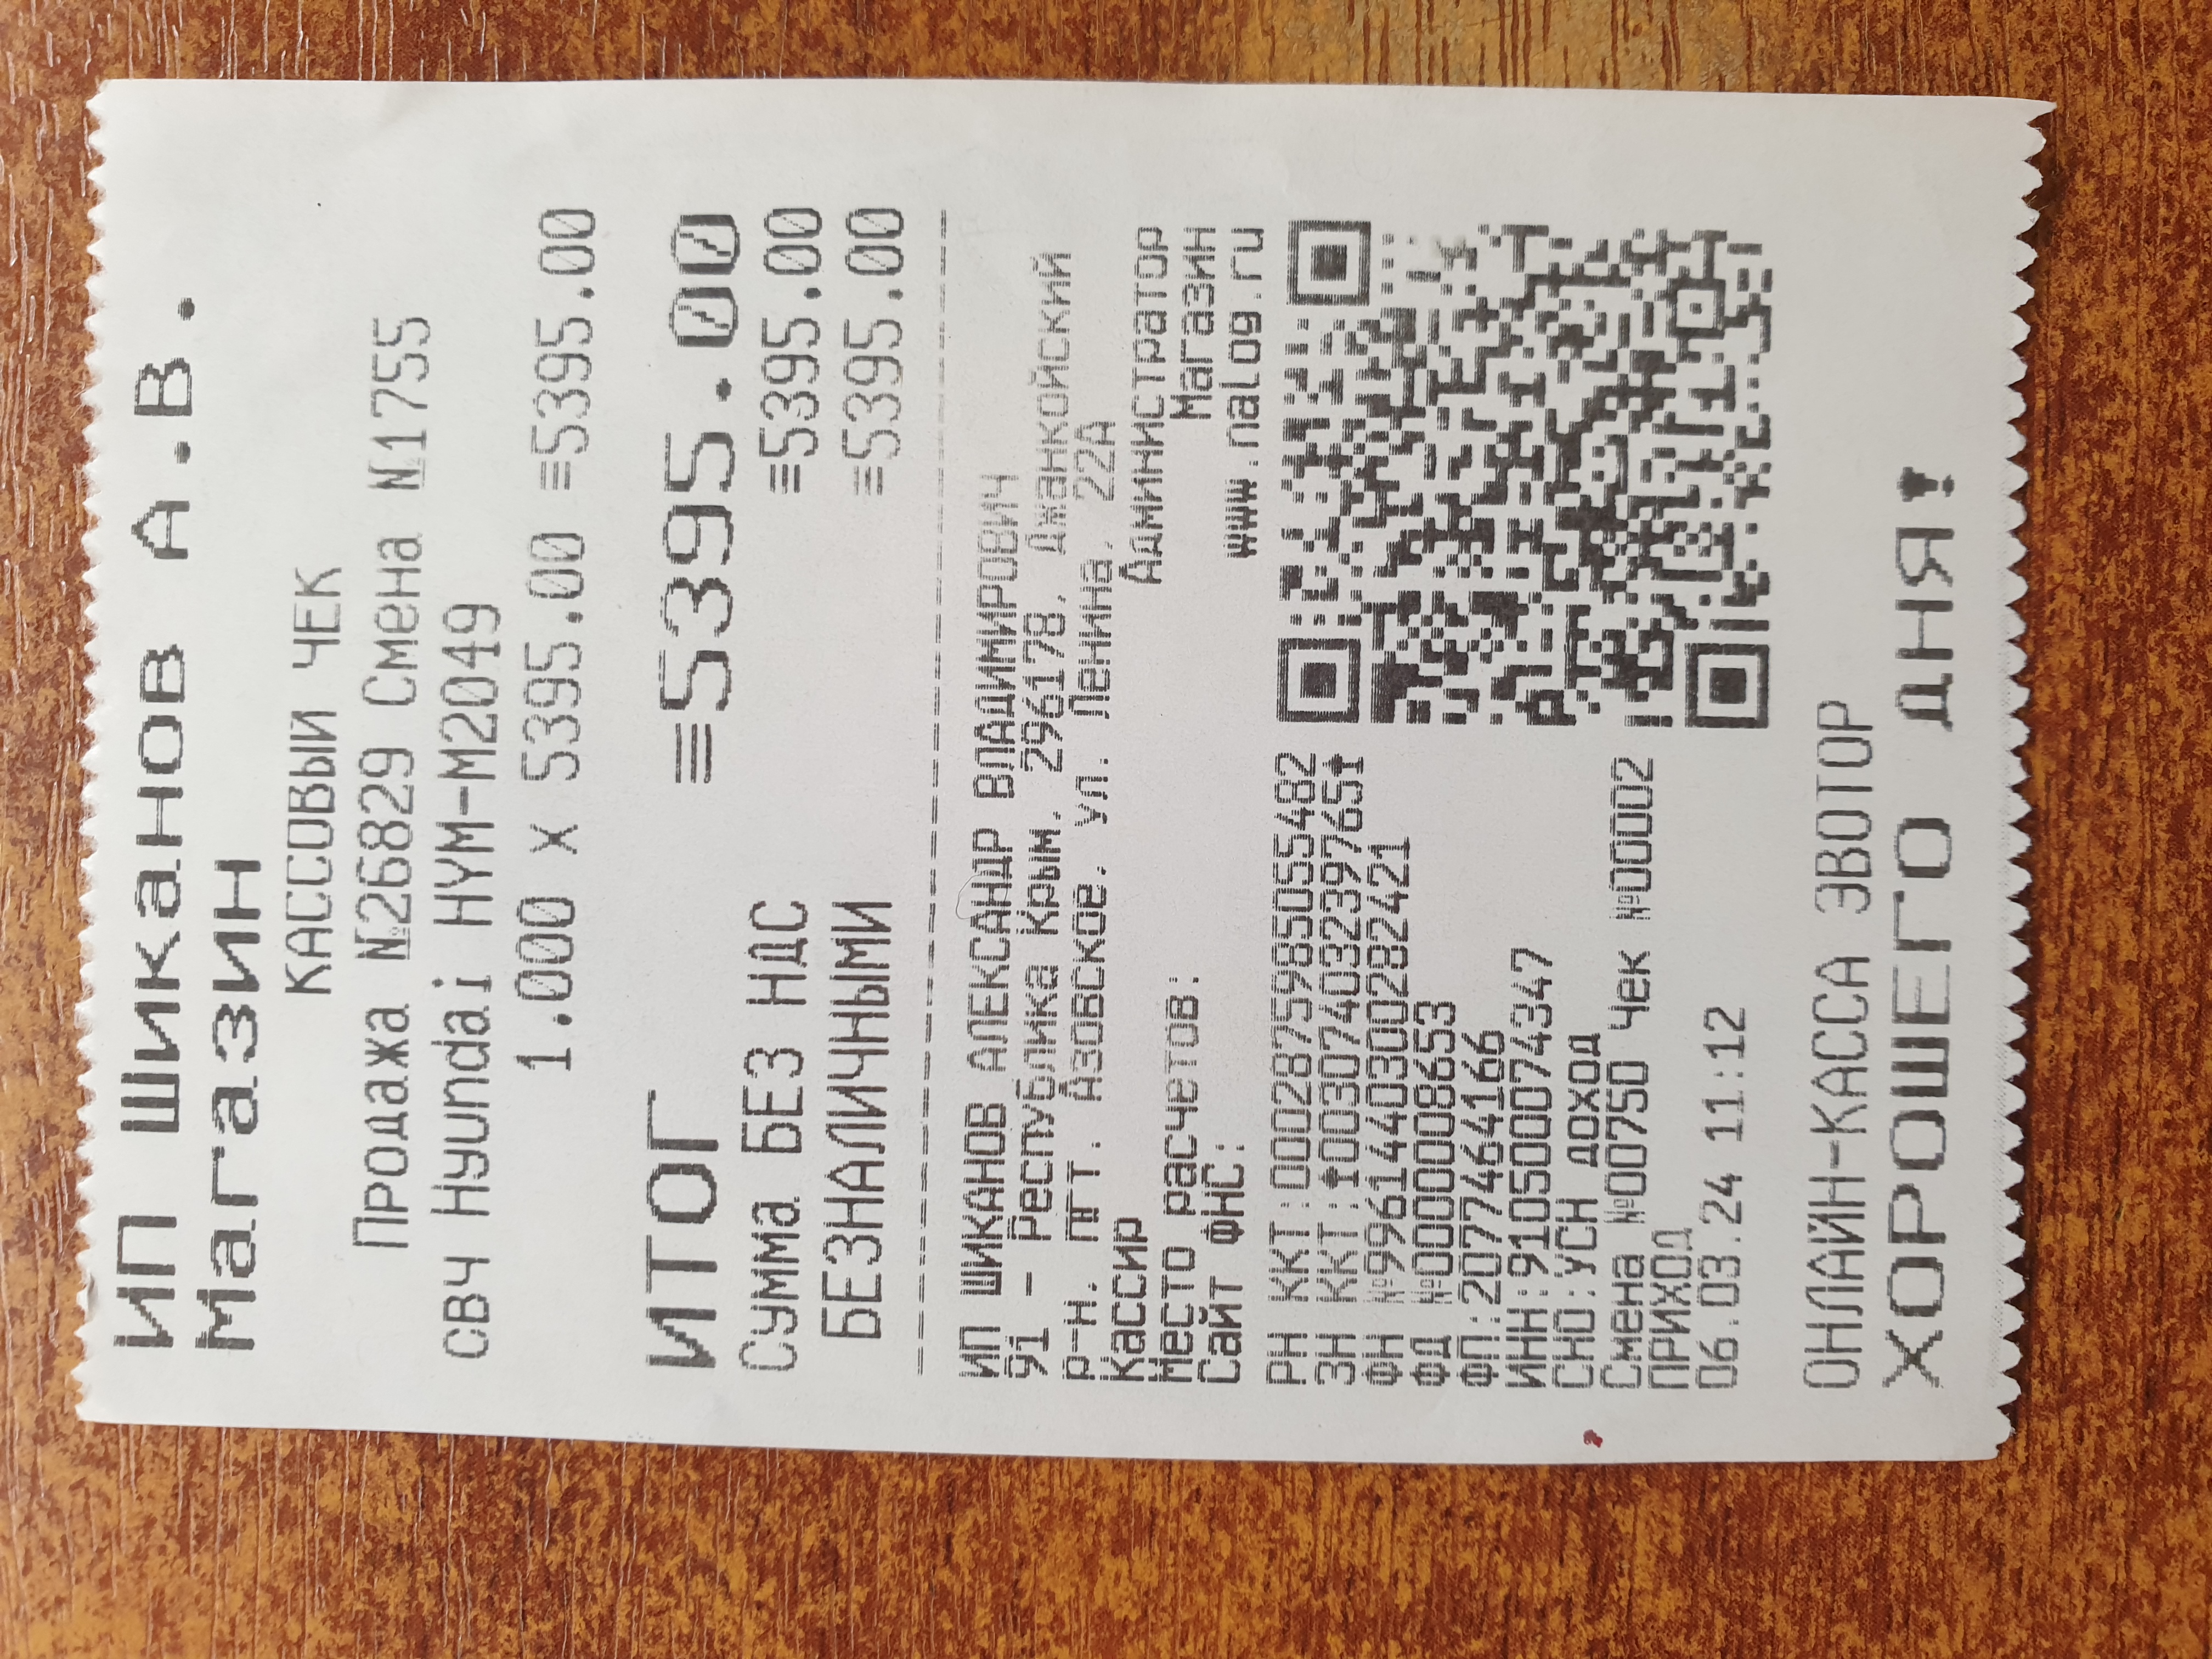 ИП Шиканов А.В.
Магазин
КАССОВЫЙ ЧЕК
Продажа №26829 Смена №1755
СВЧ Hyundai HYM-M2049
1.000 x 5395.00 =5395.00
ИТОГ =5395.00
Сумма БЕЗ НДС =5395.00
БЕЗНАЛИЧНЫМИ =5395.00
ИП ШИКАНОВ АЛЕКСАНДР ВЛАДИМИРОВИЧ
91 - Республика Крым, 296178, Джанкойский
р-н, пгт. Азовское, ул. Ленина, 22А
Кассир Администратор
Место расчетов: Магазин
Сайт ФНС: www.nalog.ru
РН ККТ:0002875985055482
ЗН ККТ:
ФН №9961440300282421
ФД №0000008653
ФП:2077464166
ИНН:910500074347
СНО:УСН доход
Смена №00750 Чек №00002
ПРИХОД
06.03.24 11:12
ОНЛАЙН-КАССА ЭВОТОР
ХОРОШЕГО ДНЯ!